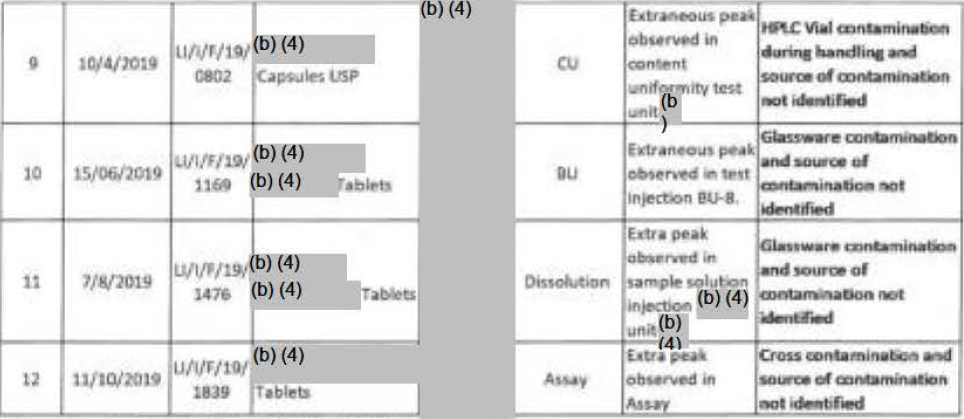 (b) (4)
9
10/4/2019
LI/I/F/19/
0802
(b) (4)
Capsules USP
CU
Extraneous peak
observed in
content
uniformity test
unit (b
)
HPLC Vial contamination
during handling and
source of contamination
not identified
10
15/06/2019
LI/I/F/19/
1169
(b) (4)
(b) (4) Tablets
BU
Extraneous peak
observed in test
injection BU-8.
Glassware contamination
and source of
contamination not
identified
11
7/8/2019
LI/I/F/19/
1476
(b) (4)
(b) (4) Tablets
Dissolution
Extra peak
observed in
sample solution
injection (b) (4)
unit (b)
(4)
Glassware contamination
and source of
contamination not
identified
12
11/10/2019
LI/I/F/19/
1839
(b) (4)
Tablets
Assay
Extra peak
observed in
Assay
Cross contamination and
source of contamination
not identified